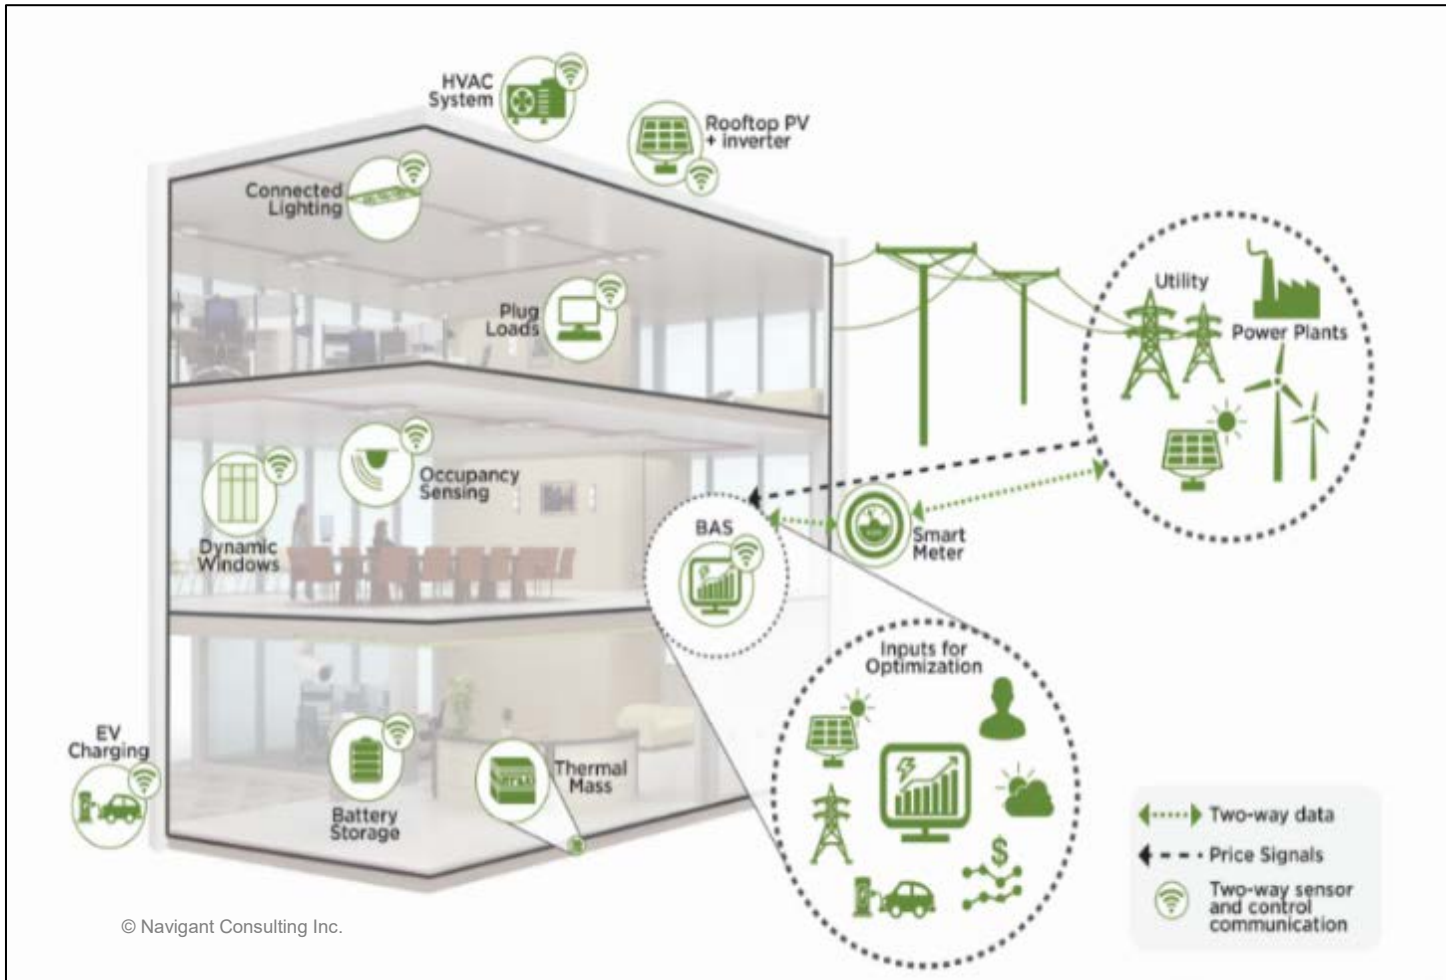 HVAC
System
Rooftop PV
+ inverter
Connected
Lighting
Plug
Loads
Utility
Power Plants
Occupancy
Sensing
Dynamic
Windows
BAS
Smart
Meter
Inputs for
Optimization
$
EV
Charging
Battery
Storage
Thermal
Mass
Two-way data
Price Signals
Two-way sensor
and control
communication
© Navigant Consulting Inc.